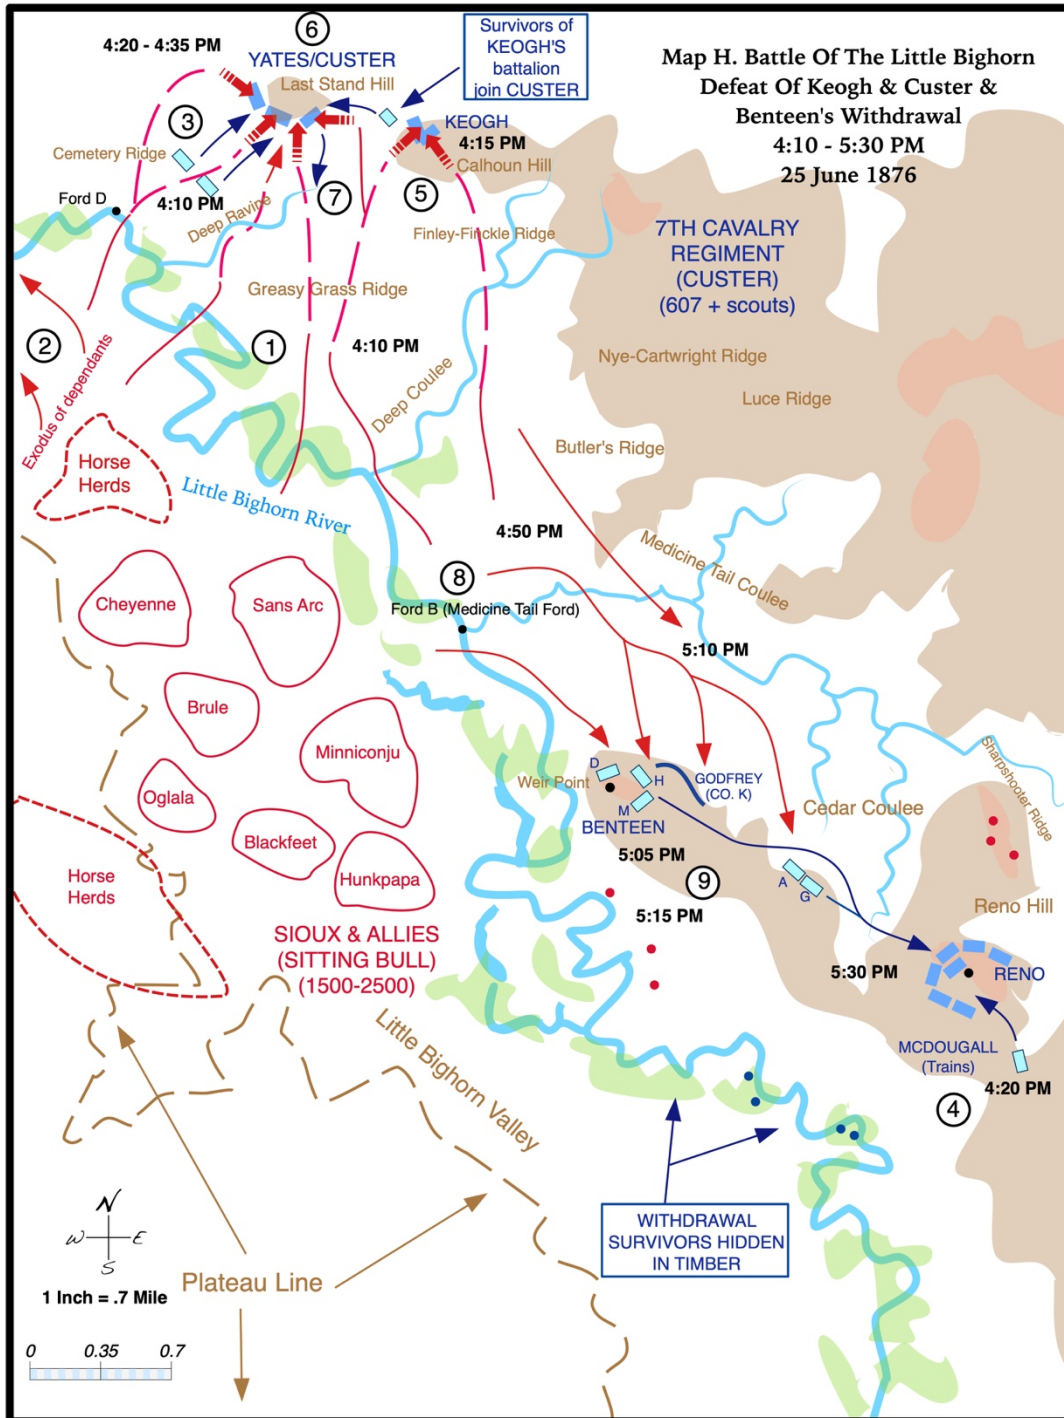 Map H. Battle Of The Little Bighorn
Defeat Of Keogh & Custer &
Benteen's Withdrawal
4:10 - 5:30 PM
25 June 1876
6
4:20 - 4:35 PM
YATES/CUSTER
Last Stand Hill
Survivors of
KEOGH'S
battalion
join CUSTER
3
Cemetery Ridge
KEOGH
4:15 PM
Calhoun Hill
Ford D
4:10 PM
Deep Ravine
7
5
Finley-Finckle Ridge
7TH CAVALRY
REGIMENT
(CUSTER)
(607 + scouts)
Greasy Grass Ridge
2
1
4:10 PM
Nye-Cartwright Ridge
Luce Ridge
Exodus of dependants
Deep Coulee
Butler's Ridge
Horse
Herds
Little Bighorn River
4:50 PM
Medicine Tail Coulee
8
Ford B (Medicine Tail Ford)
Cheyenne
Sans Arc
5:10 PM
Brule
Minniconju
Oglala
Blackfeet
Hunkpapa
Sharpshooter Ridge
D
H
Weir Point
M
GODFREY
(CO. K)
BENTEEN
Cedar Coulee
5:05 PM
9
A
G
Horse
Herds
5:15 PM
Reno Hill
SIOUX & ALLIES
(SITTING BULL)
(1500-2500)
5:30 PM
RENO
Little Bighorn Valley
MCDOUGALL
(Trains)
4:20 PM
4
WITHDRAWAL
SURVIVORS HIDDEN
IN TIMBER
N
W E
S
Plateau Line
1 Inch = .7 Mile
0 0.35 0.7